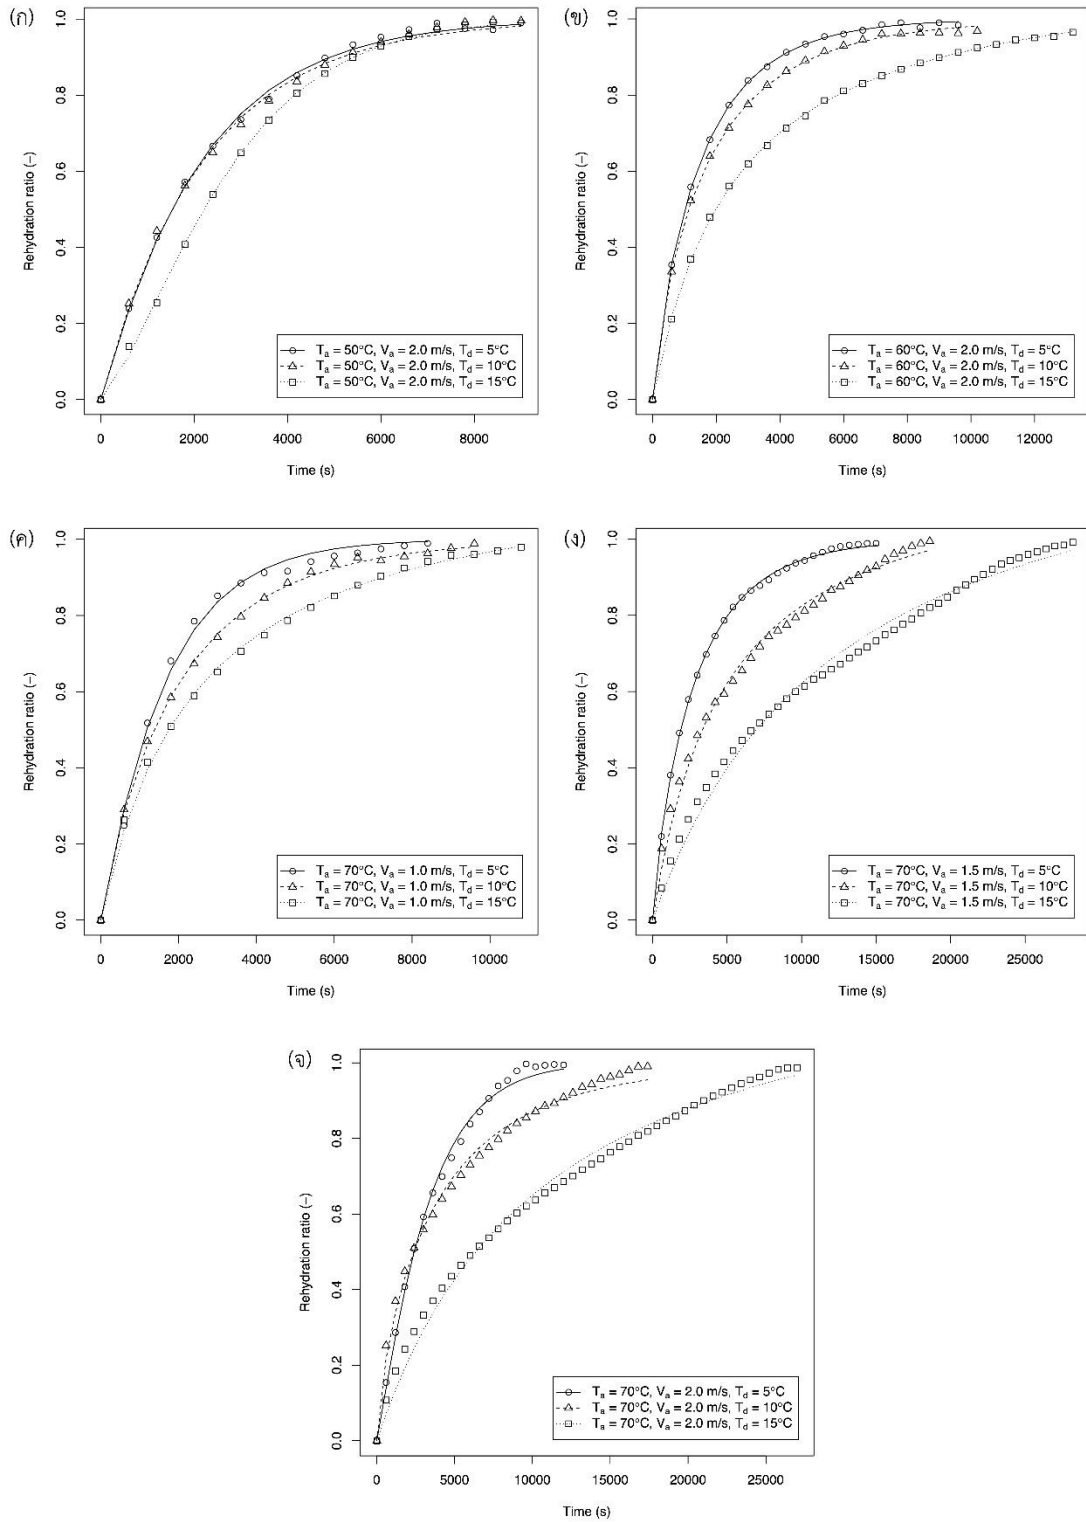 (ก)
Rehydration ratio (−)
1.0
0.8
0.6
0.4
0.2
0.0
Tₐ = 50°C, Vₐ = 2.0 m/s, T_d = 5°C
Tₐ = 50°C, Vₐ = 2.0 m/s, T_d = 10°C
Tₐ = 50°C, Vₐ = 2.0 m/s, T_d = 15°C
0 2000 4000 6000 8000
Time (s)
(ข)
Rehydration ratio (−)
1.0
0.8
0.6
0.4
0.2
0.0
Tₐ = 60°C, Vₐ = 2.0 m/s, T_d = 5°C
Tₐ = 60°C, Vₐ = 2.0 m/s, T_d = 10°C
Tₐ = 60°C, Vₐ = 2.0 m/s, T_d = 15°C
0 2000 4000 6000 8000 10000 12000
Time (s)
(ค)
Rehydration ratio (−)
1.0
0.8
0.6
0.4
0.2
0.0
Tₐ = 70°C, Vₐ = 1.0 m/s, T_d = 5°C
Tₐ = 70°C, Vₐ = 1.0 m/s, T_d = 10°C
Tₐ = 70°C, Vₐ = 1.0 m/s, T_d = 15°C
0 2000 4000 6000 8000 10000
Time (s)
(ง)
Rehydration ratio (−)
1.0
0.8
0.6
0.4
0.2
0.0
Tₐ = 70°C, Vₐ = 1.5 m/s, T_d = 5°C
Tₐ = 70°C, Vₐ = 1.5 m/s, T_d = 10°C
Tₐ = 70°C, Vₐ = 1.5 m/s, T_d = 15°C
0 5000 10000 15000 20000 25000
Time (s)
(จ)
Rehydration ratio (−)
1.0
0.8
0.6
0.4
0.2
0.0
Tₐ = 70°C, Vₐ = 2.0 m/s, T_d = 5°C
Tₐ = 70°C, Vₐ = 2.0 m/s, T_d = 10°C
Tₐ = 70°C, Vₐ = 2.0 m/s, T_d = 15°C
0 5000 10000 15000 20000 25000
Time (s)